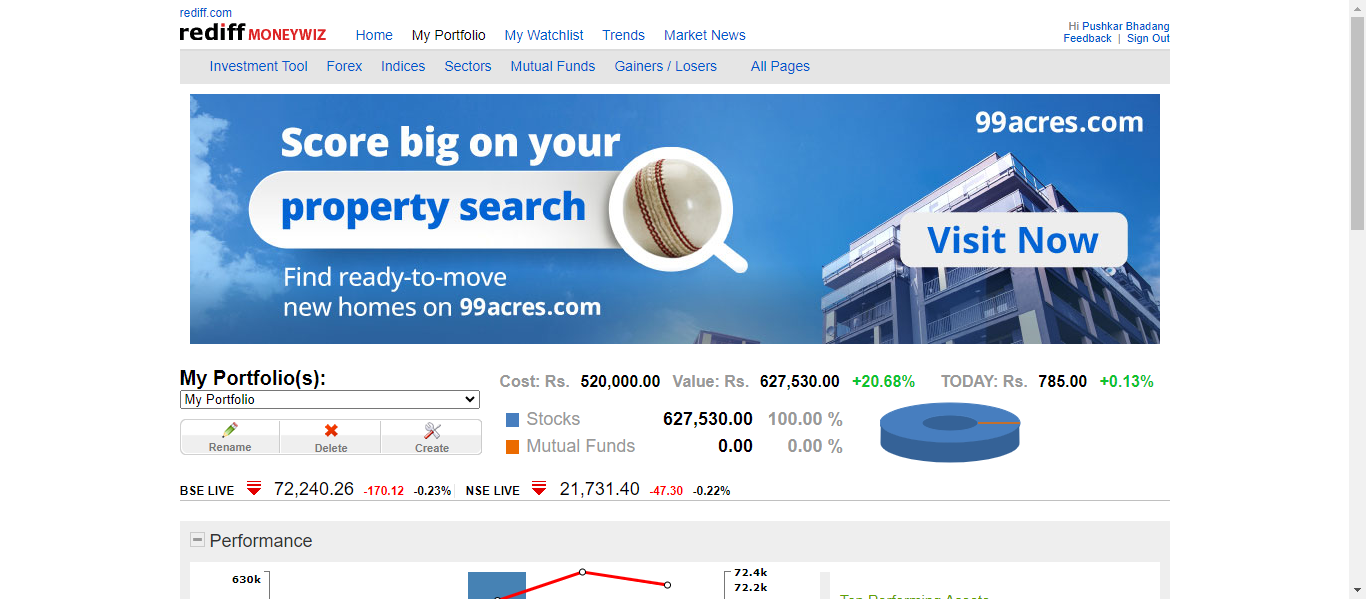 rediff.com
rediff MONEYWIZ Home My Portfolio My Watchlist Trends Market News
Hi Pushkar Bhadang
Feedback | Sign Out
Investment Tool Forex Indices Sectors Mutual Funds Gainers / Losers All Pages
99acres.com
Score big on your
property search
Visit Now
Find ready-to-move
new homes on 99acres.com
My Portfolio(s):
My Portfolio
Rename Delete Create
Cost: Rs. 520,000.00 Value: Rs. 627,530.00 +20.68% TODAY: Rs. 785.00 +0.13%
Stocks 627,530.00 100.00 %
Mutual Funds 0.00 0.00 %
BSE LIVE 72,240.26 -170.12 -0.23% NSE LIVE 21,731.40 -47.30 -0.22%
Performance
630k
72.4k
72.2k
Top Performing Assets